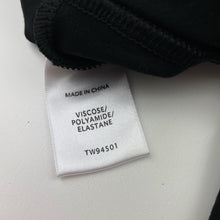 MADE IN CHINA
VISCOSE/
POLYAMIDE/
ELASTANE
TW94501